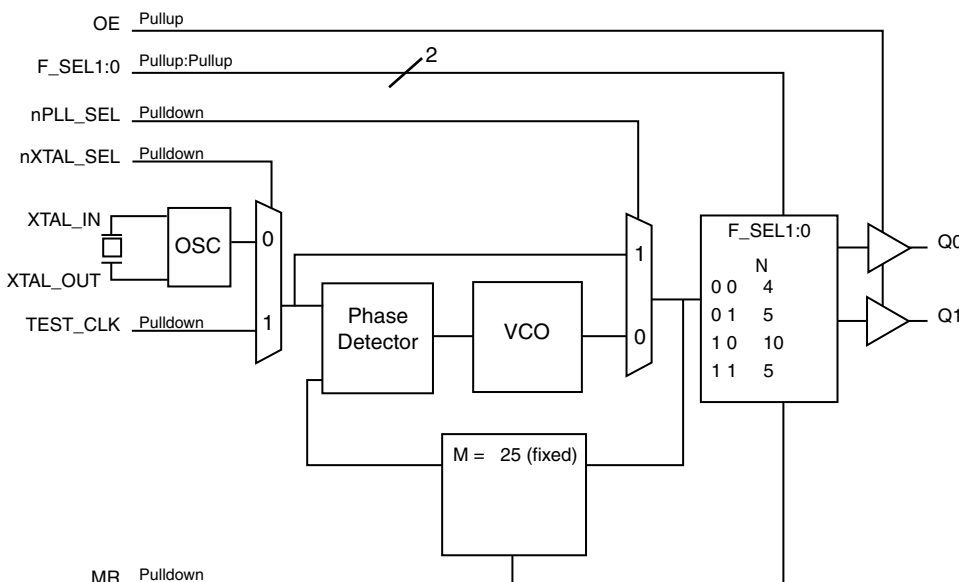 OE Pullup
F_SEL1:0 Pullup:Pullup 2
nPLL_SEL Pulldown
nXTAL_SEL Pulldown
XTAL_IN
OSC
XTAL_OUT
TEST_CLK Pulldown
0
1
Phase
Detector
VCO
1
0
F_SEL1:0
N
0 0 4
0 1 5
1 0 10
1 1 5
Q0
Q1
M = 25 (fixed)
MR Pulldown